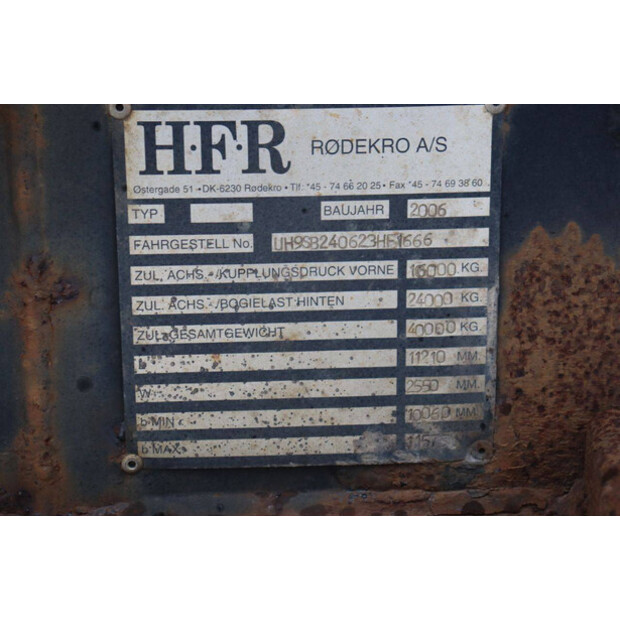 H·F·R RØDEKRO A/S
Østergade 51 • DK-6230 Rødekro • Tlf. *45 - 74 66 20 25 • Fax *45 - 74 69 38 60
TYP BAUJAHR 2006
FAHRGESTELL No. UH9SB240623HF1666
ZUL. ACHS.-/KUPPLUNGSDRUCK VORNE 16000 KG.
ZUL. ACHS.-/BOGIELAST HINTEN 24000 KG.
ZUL. GESAMTGEWICHT 40000 KG.
L 11210 MM.
W 2550 MM.
b MIN 10060 MM.
b MAX